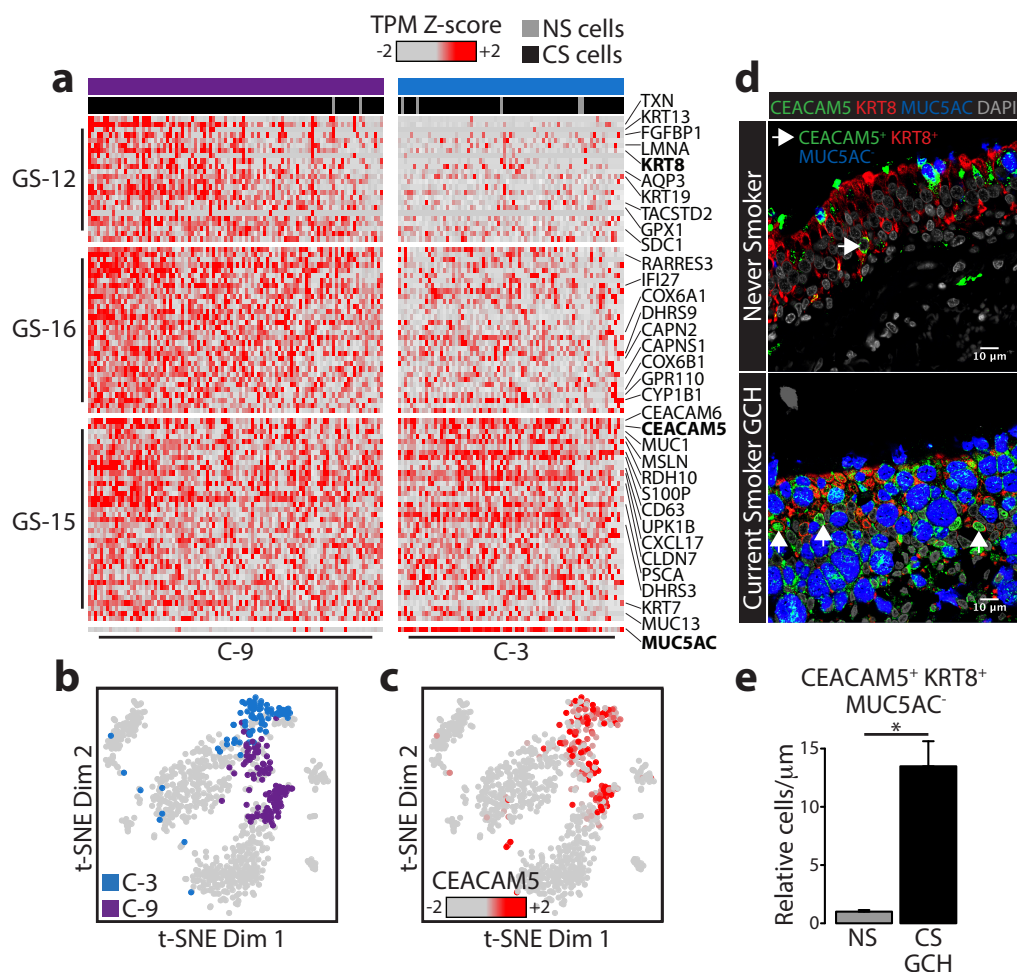 TPM Z-score
-2 +2
NS cells
CS cells
a
GS-12
GS-16
GS-15
TXN
KRT13
FGFBP1
LMNA
KRT8
AQP3
KRT19
TACSTD2
GPX1
SDC1
RARRES3
IFI27
COX6A1
DHRS9
CAPN2
CAPNS1
COX6B1
GPR110
CYP1B1
CEACAM6
CEACAM5
MUC1
MSLN
RDH10
S100P
CD63
UPK1B
CXCL17
CLDN7
PSCA
DHRS3
KRT7
MUC13
MUC5AC
C-9 C-3
b
t-SNE Dim 2
C-3
C-9
t-SNE Dim 1
c
t-SNE Dim 2
CEACAM5
-2 +2
t-SNE Dim 1
d
CEACAM5 KRT8 MUC5AC DAPI
CEACAM5⁺ KRT8⁺
MUC5AC⁻
Never Smoker
10 μm
Current Smoker GCH
10 μm
e
CEACAM5⁺ KRT8⁺
MUC5AC⁻
*
Relative cells/μm
15
10
5
0
NS CS
GCH